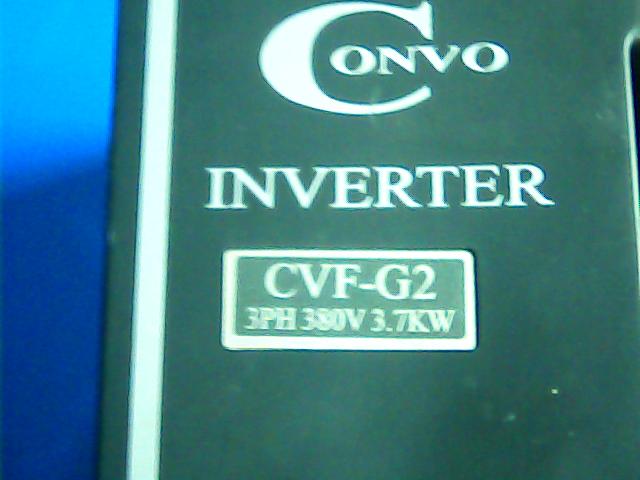 CONVO
INVERTER
CVF-G2
3PH 380V 3.7KW